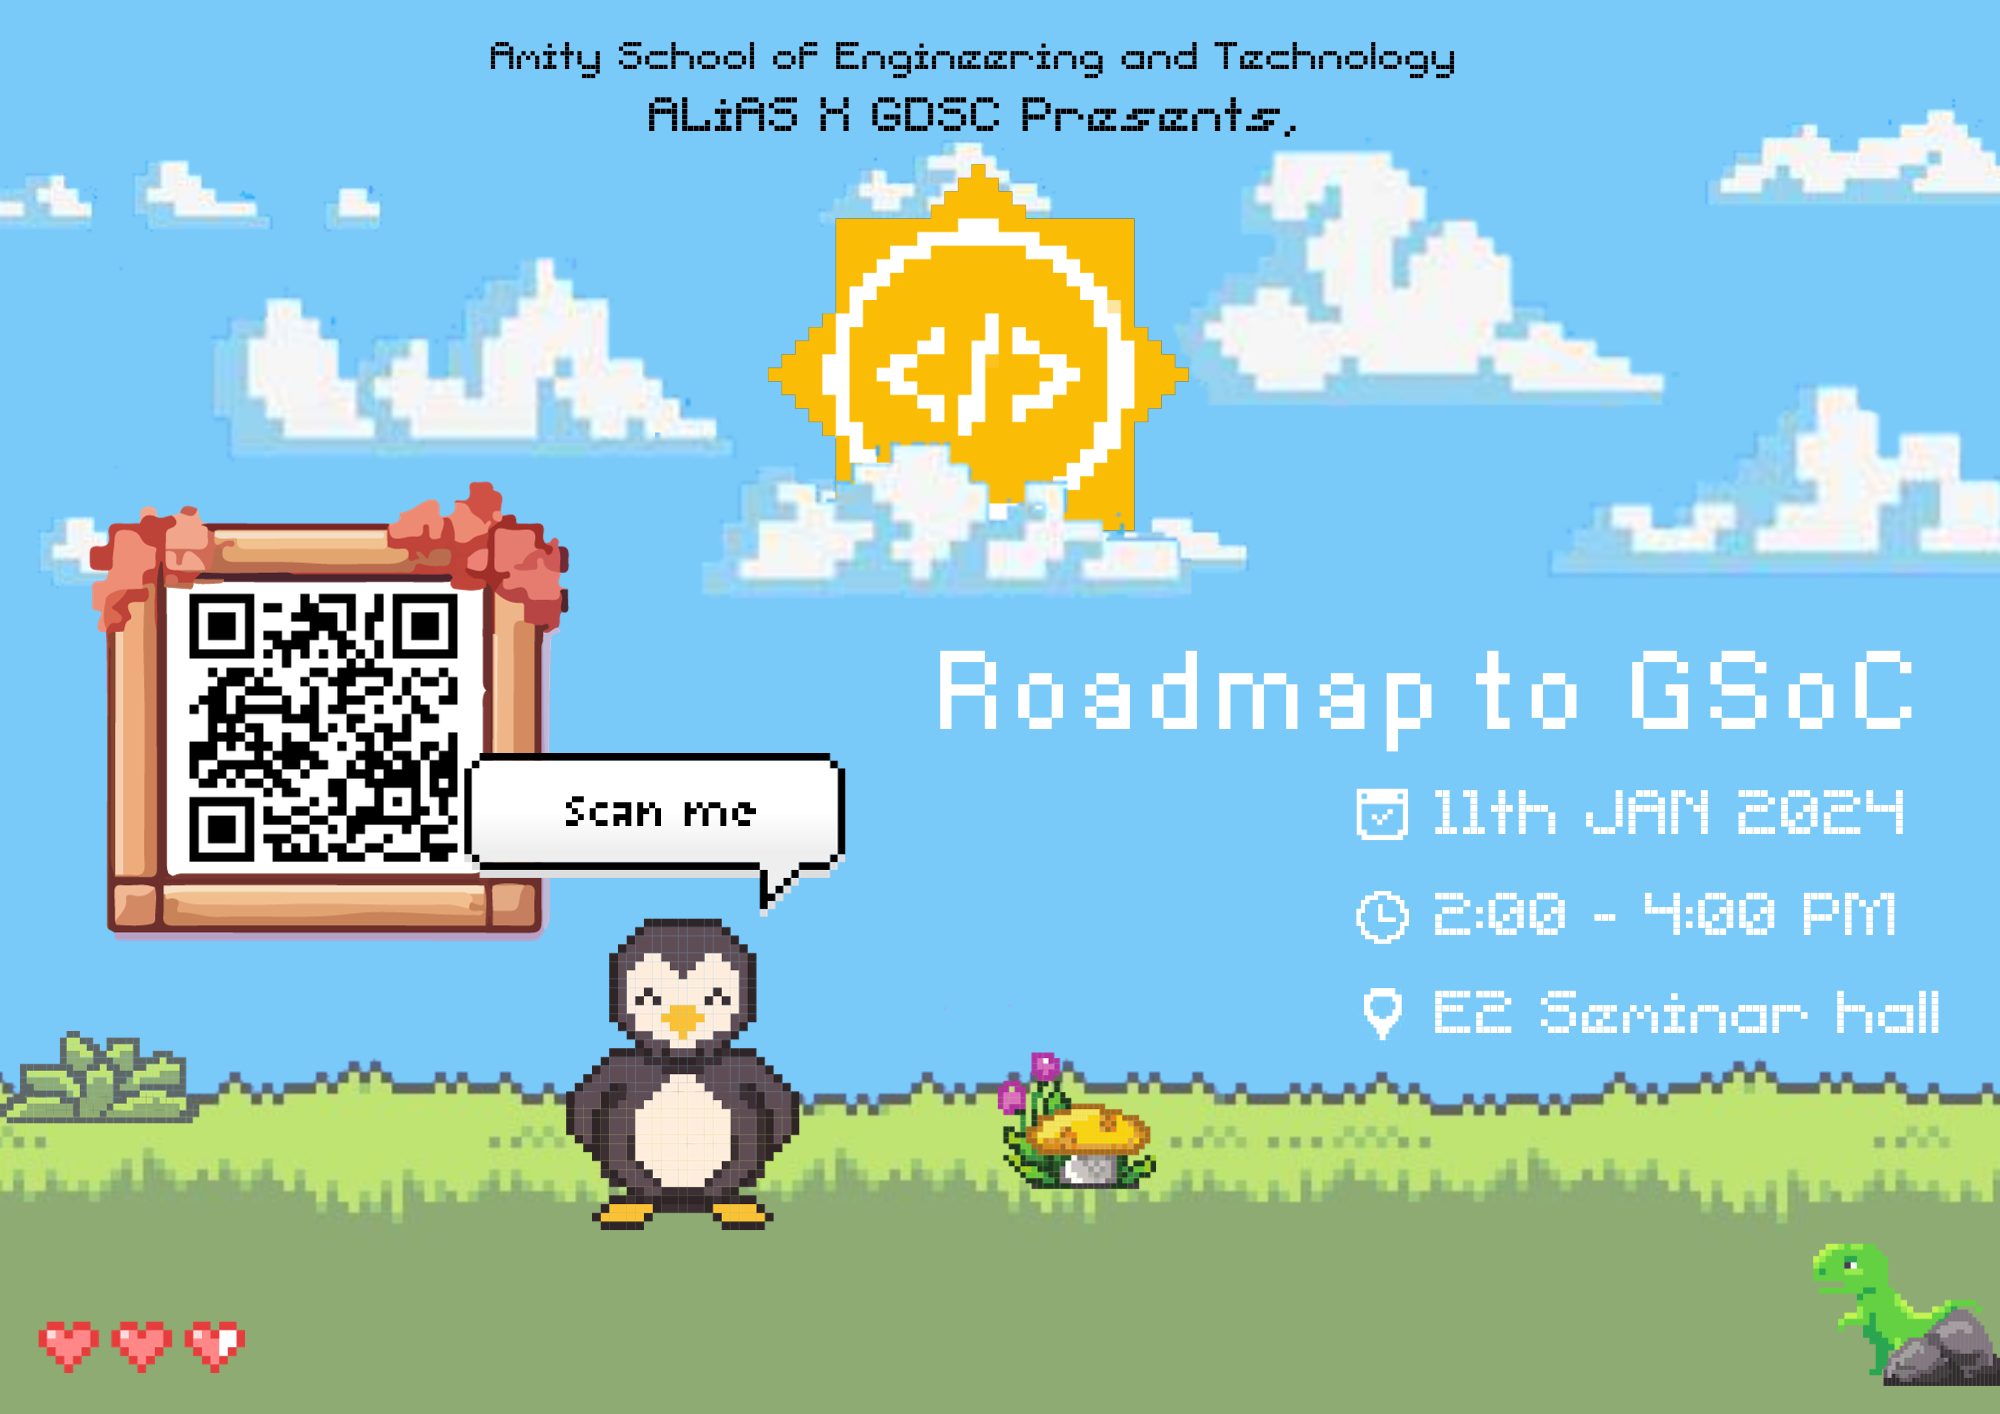 Amity School of Engineering and Technology
ALiAS X GDSC Presents,
</>
Roadmap to GSoC
11th JAN 2024
2:00 - 4:00 PM
E2 Seminar hall
Scan me